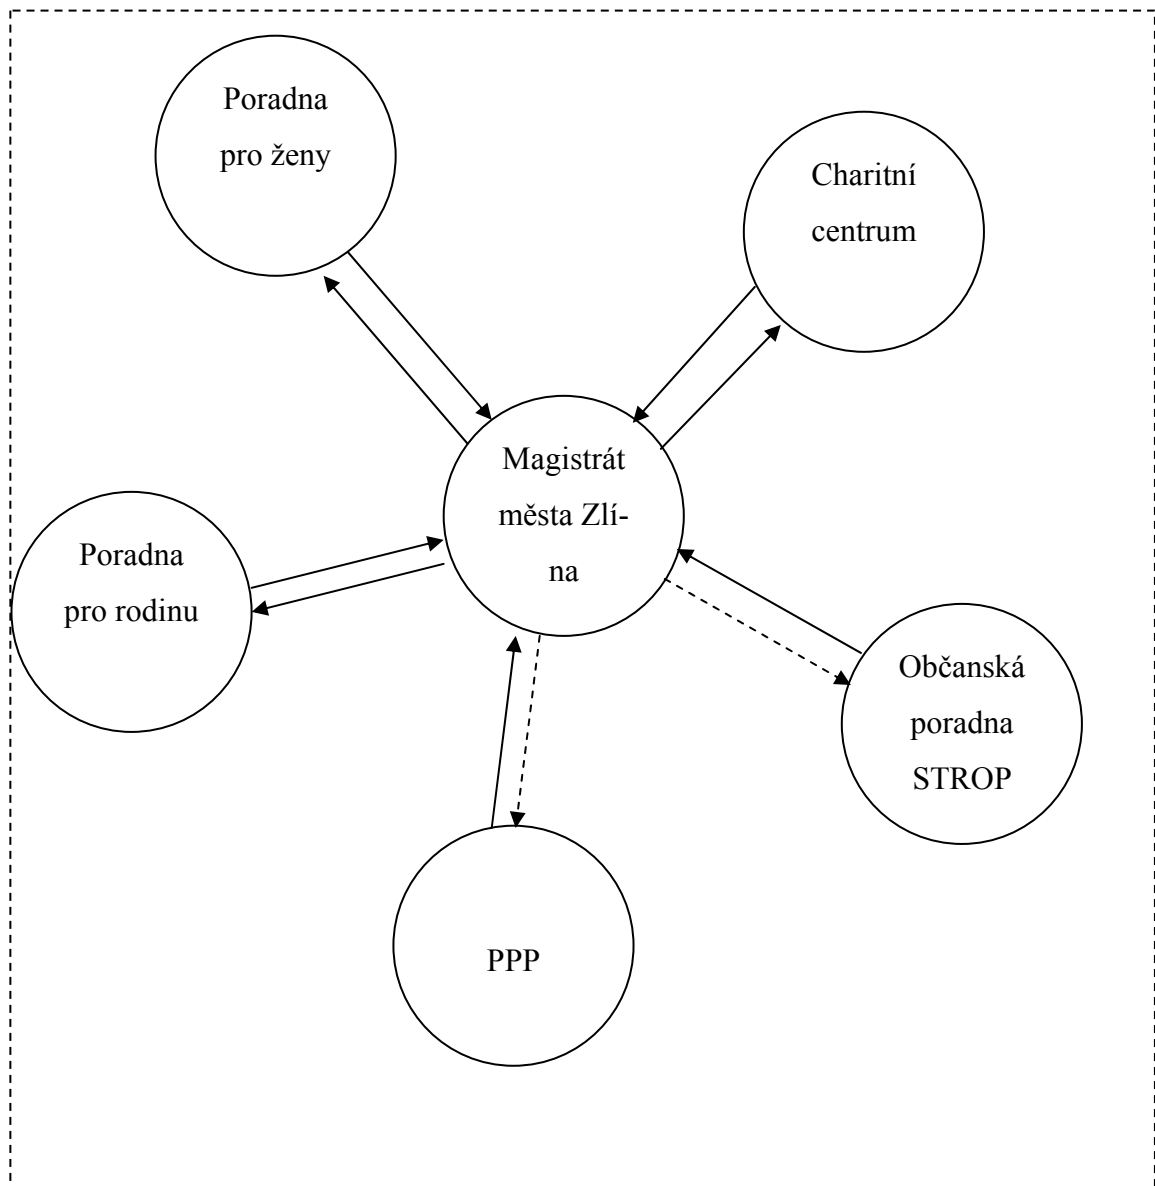 Poradna
pro ženy
Charitní
centrum
Magistrát
města Zlí-
na
Poradna
pro rodinu
Občanská
poradna
STROP
PPP